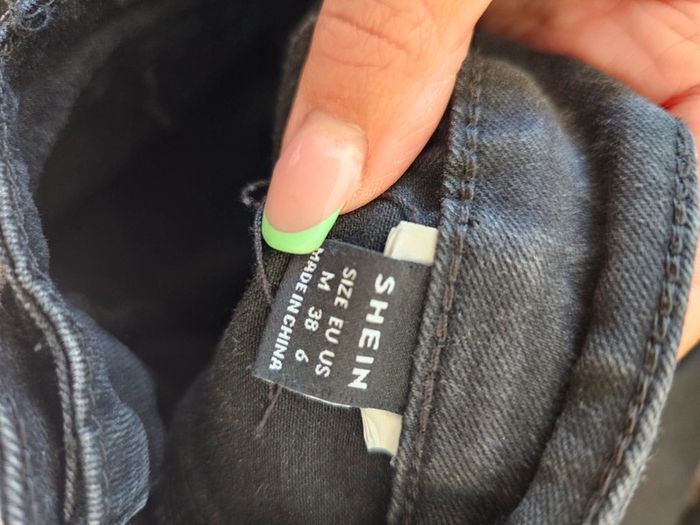 SHEIN
SIZE EU US
M 38 6
MADE IN CHINA